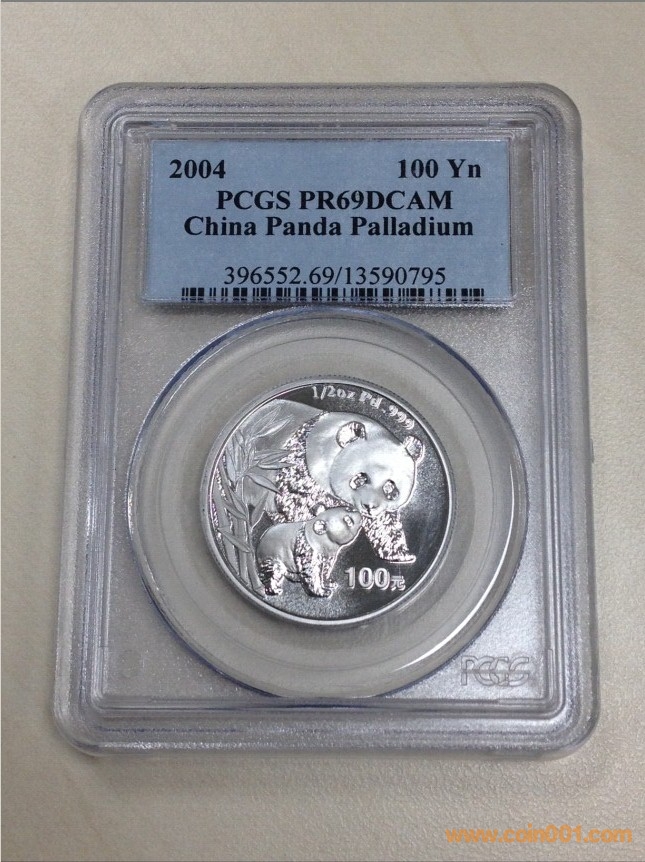 2004 100 Yn
PCGS PR69DCAM
China Panda Palladium
396552.69/13590795
1/2oz Pd .999
100元
PCGS
www.coin001.com